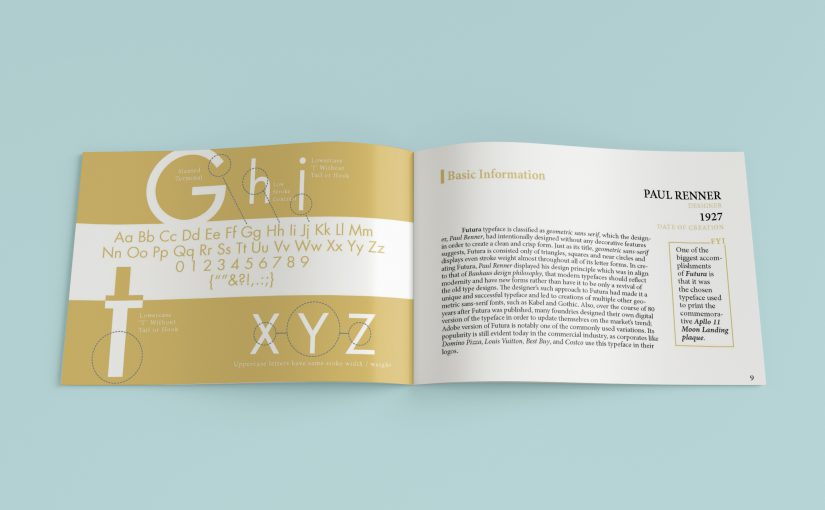 G h j
Terminal
Lowercase
Without
Tail or Hook
Low
Stroke
Contrast
Aa Bb Cc Dd Ee Ff Gg Hh Ii Jj Kk Ll Mm
Nn Oo Pp Qq Rr Ss Tt Uu Vv Ww Xx Yy Zz
0 1 2 3 4 5 6 7 8 9
{“”&?!,.:;}
t
Lowercase
Without
Tail or Hook
X Y Z
Uppercase letters have same stoke width / weight
Basic Information
PAUL RENNER
DESIGNER
1927
DATE OF CREATION
Futura typeface is classified as geometric sans serif, which the design-
er, Paul Renner, had intentionally designed without any decorative features
in order to create a clean and crisp form. Just as its title, geometric sans-serif
suggests, Futura is consisted only of triangles, squares and near circles and
displays even stroke weight almost throughout all of its letter forms. In cre-
ating Futura, Paul Renner displayed his design principle which was in align
to that of Bauhaus design philosophy, that modern typefaces should reflect
modernity and have new forms rather than have it to be only a revival of
the old type designs. The designer's such approach to Futura had made it a
unique and successful typeface and led to creations of multiple other geo-
metric sans-serif fonts, such as Kabel and Gothic. Also, over the course of 80
years after Futura was published, many foundries designed their own digital
version of the typeface in order to update themselves on the market's trend;
Adobe version of Futura is notably one of the commonly used variations. Its
popularity is still evident today in the commercial industry, as corporates like
Domino Pizza, Louis Vuitton, Best Buy, and Costco use this typeface in their
logos.
FYI
One of the
biggest accom-
plishments
of Futura is
that it was
the chosen
typeface used
to print the
commemora-
tive Apllo 11
Moon Landing
plaque.
9